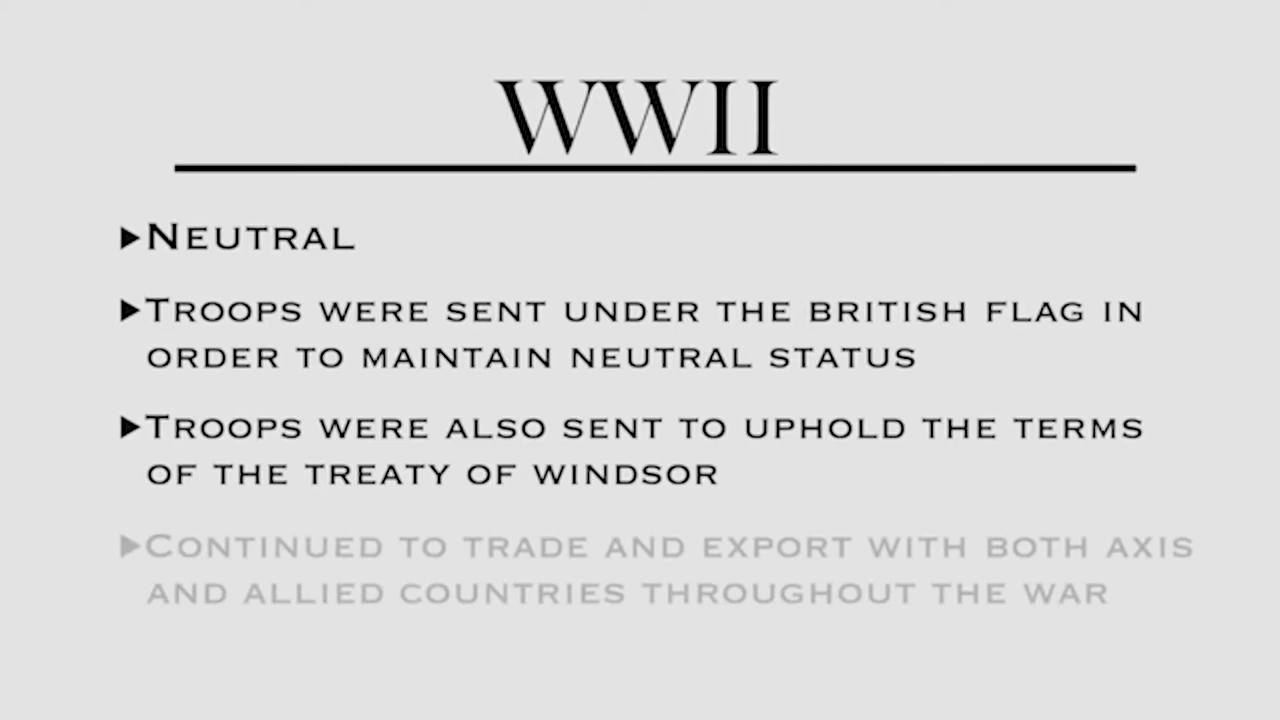 WWII
▶NEUTRAL
▶TROOPS WERE SENT UNDER THE BRITISH FLAG IN
ORDER TO MAINTAIN NEUTRAL STATUS
▶TROOPS WERE ALSO SENT TO UPHOLD THE TERMS
OF THE TREATY OF WINDSOR
▶CONTINUED TO TRADE AND EXPORT WITH BOTH AXIS
AND ALLIED COUNTRIES THROUGHOUT THE WAR